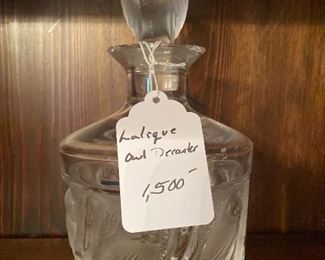 Lalique
Owl Decanter
1,500-